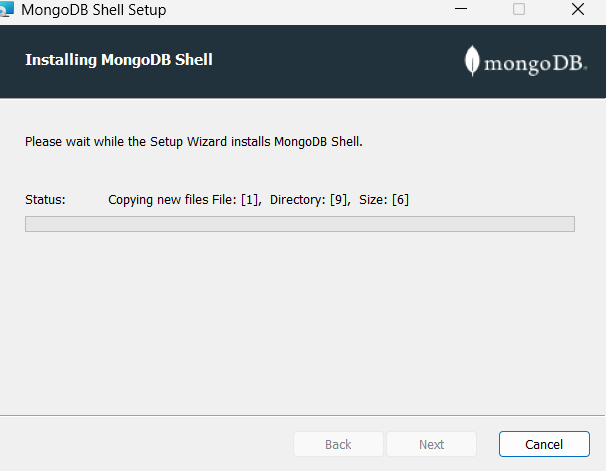 MongoDB Shell Setup
Installing MongoDB Shell
mongoDB®
Please wait while the Setup Wizard installs MongoDB Shell.
Status: Copying new files File: [1],  Directory: [9],  Size: [6]
Back Next Cancel